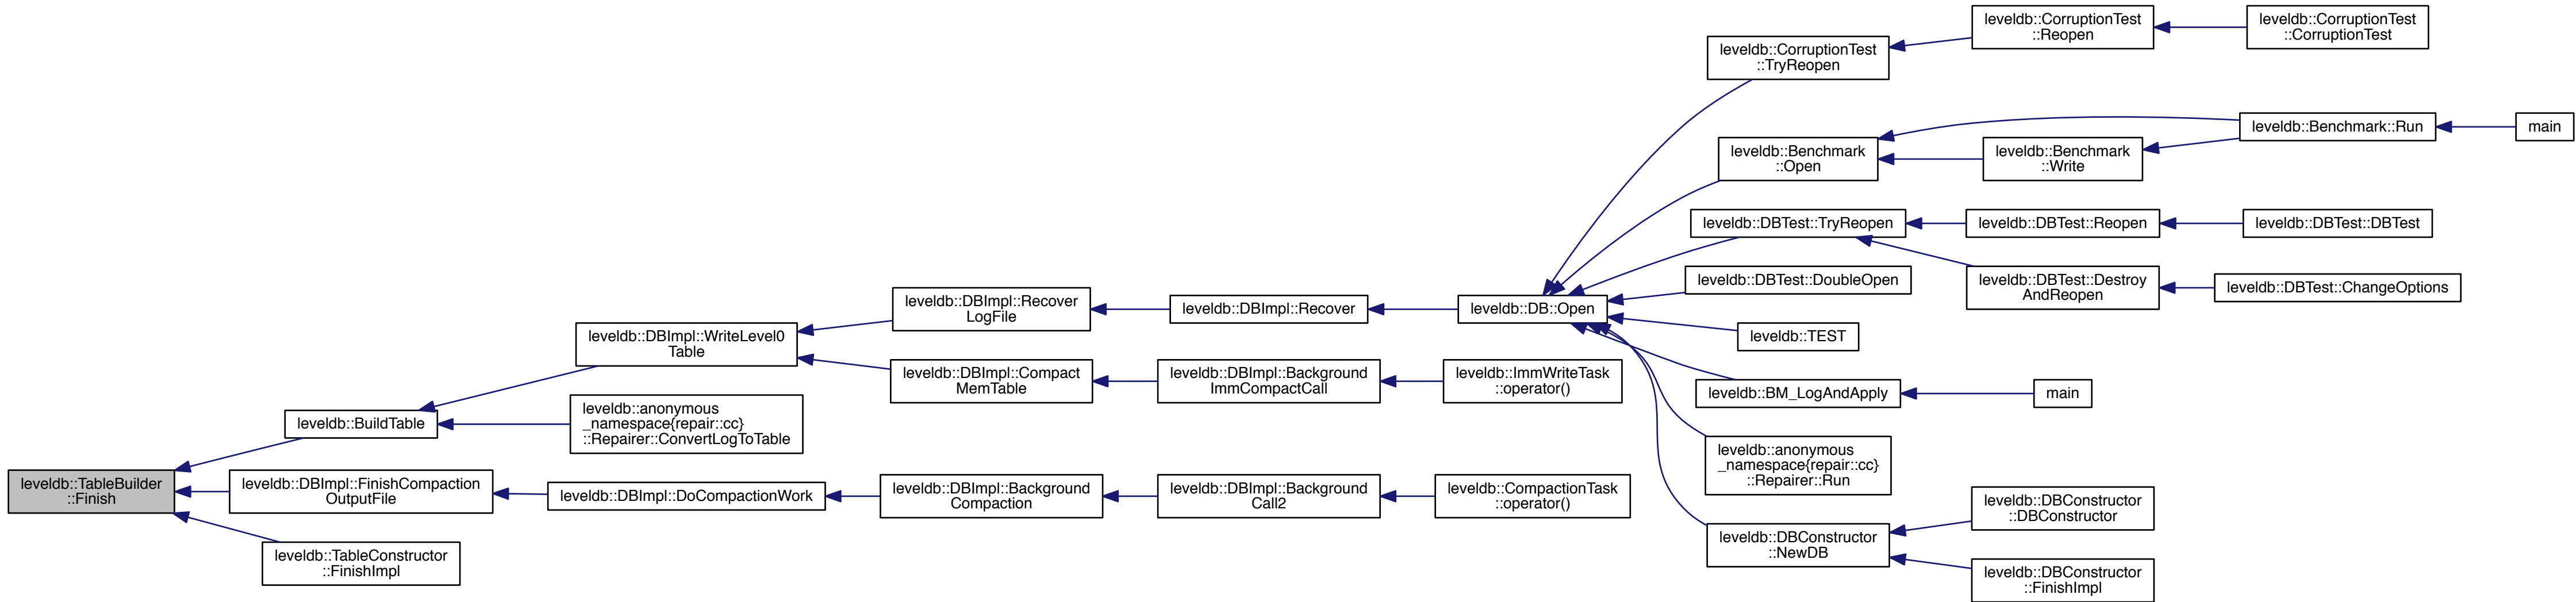 leveldb::TableBuilder
::Finish
leveldb::BuildTable
leveldb::DBImpl::FinishCompaction
OutputFile
leveldb::TableConstructor
::FinishImpl
leveldb::DBImpl::WriteLevel0
Table
leveldb::anonymous
_namespace{repair::cc}
::Repairer::ConvertLogToTable
leveldb::DBImpl::DoCompactionWork
leveldb::DBImpl::Recover
LogFile
leveldb::DBImpl::Compact
MemTable
leveldb::DBImpl::Background
Compaction
leveldb::DBImpl::Recover
leveldb::DBImpl::Background
ImmCompactCall
leveldb::DBImpl::Background
Call2
leveldb::DB::Open
leveldb::ImmWriteTask
::operator()
leveldb::CompactionTask
::operator()
leveldb::CorruptionTest
::TryReopen
leveldb::Benchmark
::Open
leveldb::DBTest::TryReopen
leveldb::DBTest::DoubleOpen
leveldb::TEST
leveldb::BM_LogAndApply
leveldb::anonymous
_namespace{repair::cc}
::Repairer::Run
leveldb::DBConstructor
::NewDB
leveldb::CorruptionTest
::Reopen
leveldb::Benchmark
::Write
leveldb::DBTest::Reopen
leveldb::DBTest::Destroy
AndReopen
main
leveldb::DBConstructor
::DBConstructor
leveldb::DBConstructor
::FinishImpl
leveldb::CorruptionTest
::CorruptionTest
leveldb::Benchmark::Run
leveldb::DBTest::DBTest
leveldb::DBTest::ChangeOptions
main